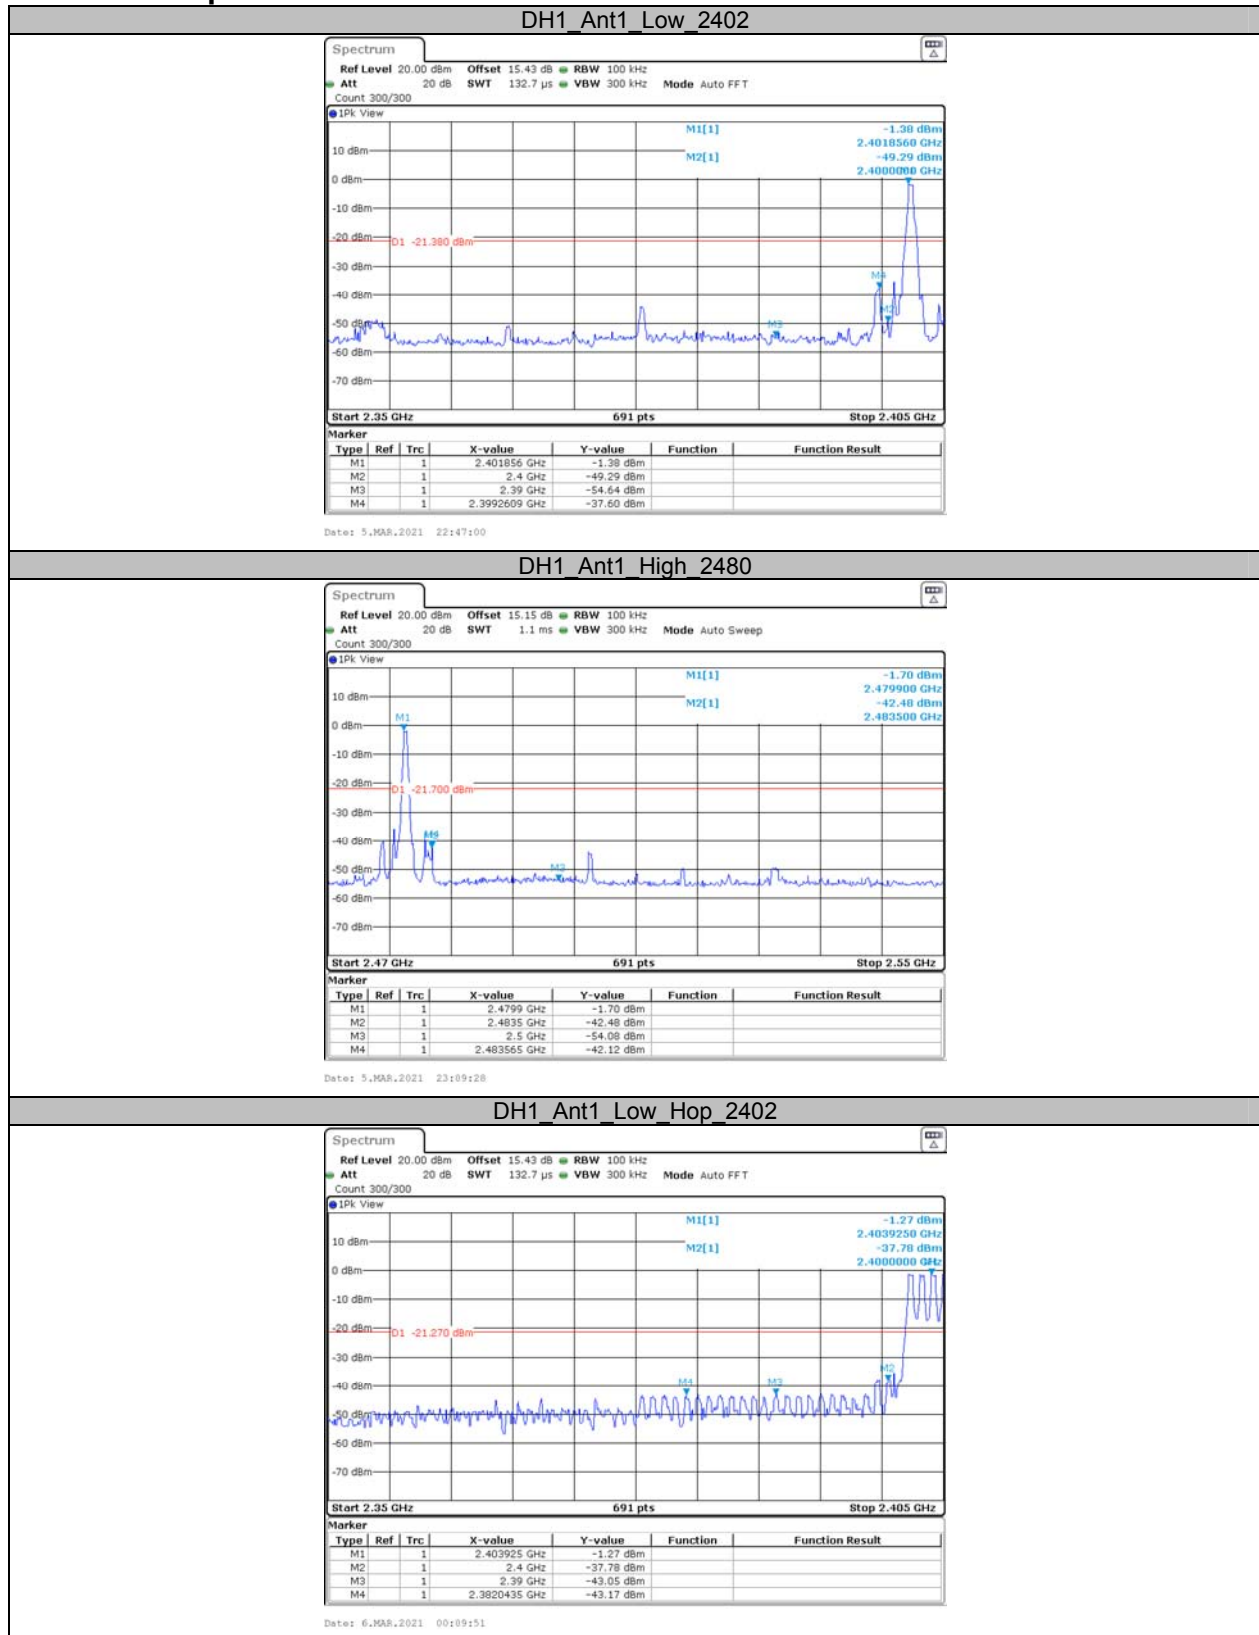 DH1_Ant1_Low_2402
Spectrum
Ref Level 20.00 dBm Offset 15.43 dB RBW 100 kHz
Att 20 dB SWT 132.7 µs VBW 300 kHz Mode Auto FFT
Count 300/300
1Pk View
M1[1] -1.38 dBm
2.4018560 GHz
10 dBm
M2[1] -49.29 dBm
2.4000000 GHz
0 dBm
-10 dBm
-20 dBm
D1 -21.380 dBm
-30 dBm
M4
-40 dBm
M2
-50 dBm
M3
-60 dBm
-70 dBm
Start 2.35 GHz 691 pts Stop 2.405 GHz
Marker
Type Ref Trc X-value Y-value Function Function Result
M1 1 2.401856 GHz -1.38 dBm
M2 1 2.4 GHz -49.29 dBm
M3 1 2.39 GHz -54.64 dBm
M4 1 2.3992609 GHz -37.60 dBm
Date: 5.MAR.2021 22:47:00
DH1_Ant1_High_2480
Spectrum
Ref Level 20.00 dBm Offset 15.15 dB RBW 100 kHz
Att 20 dB SWT 1.1 ms VBW 300 kHz Mode Auto Sweep
Count 300/300
1Pk View
M1[1] -1.70 dBm
2.479900 GHz
10 dBm
M2[1] -42.48 dBm
2.483500 GHz
M1
0 dBm
-10 dBm
-20 dBm
D1 -21.700 dBm
-30 dBm
M4
-40 dBm
M3
-50 dBm
-60 dBm
-70 dBm
Start 2.47 GHz 691 pts Stop 2.55 GHz
Marker
Type Ref Trc X-value Y-value Function Function Result
M1 1 2.4799 GHz -1.70 dBm
M2 1 2.4835 GHz -42.48 dBm
M3 1 2.5 GHz -54.08 dBm
M4 1 2.483565 GHz -42.12 dBm
Date: 5.MAR.2021 23:09:28
DH1_Ant1_Low_Hop_2402
Spectrum
Ref Level 20.00 dBm Offset 15.43 dB RBW 100 kHz
Att 20 dB SWT 132.7 µs VBW 300 kHz Mode Auto FFT
Count 300/300
1Pk View
M1[1] -1.27 dBm
2.4039250 GHz
10 dBm
M2[1] -37.78 dBm
2.4000000 GHz
0 dBm
-10 dBm
-20 dBm
D1 -21.270 dBm
-30 dBm
M2
-40 dBm
M4 M3
-50 dBm
-60 dBm
-70 dBm
Start 2.35 GHz 691 pts Stop 2.405 GHz
Marker
Type Ref Trc X-value Y-value Function Function Result
M1 1 2.403925 GHz -1.27 dBm
M2 1 2.4 GHz -37.78 dBm
M3 1 2.39 GHz -43.05 dBm
M4 1 2.3820435 GHz -43.17 dBm
Date: 6.MAR.2021 00:09:51